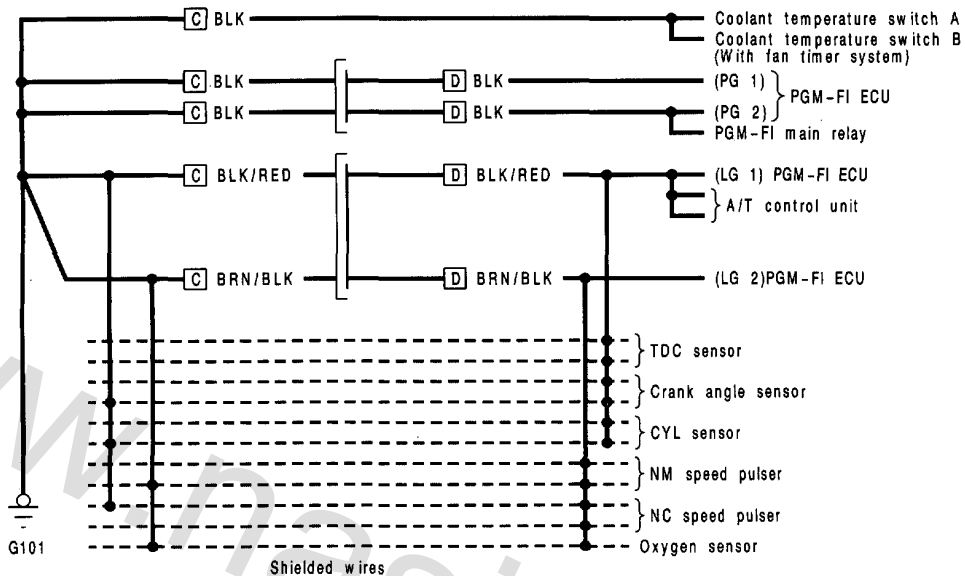 C BLK Coolant temperature switch A
Coolant temperature switch B
(With fan timer system)
C BLK D BLK (PG 1)
PGM-FI ECU
C BLK D BLK (PG 2)
PGM-FI main relay
C BLK/RED D BLK/RED (LG 1) PGM-FI ECU
A/T control unit
C BRN/BLK D BRN/BLK (LG 2)PGM-FI ECU
TDC sensor
Crank angle sensor
CYL sensor
NM speed pulser
NC speed pulser
G101
Oxygen sensor
Shielded wires